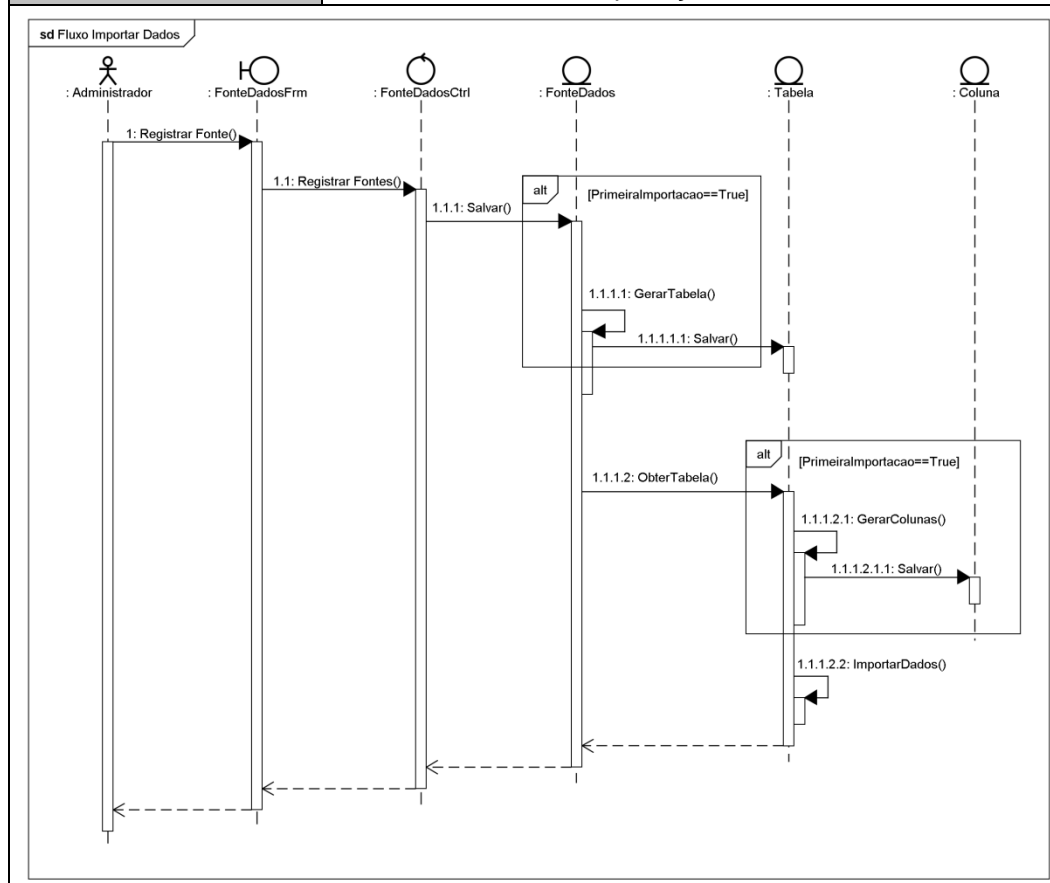 sd Fluxo Importar Dados
: Administrador
: FonteDadosFrm
: FonteDadosCtrl
: FonteDados
: Tabela
: Coluna
1: Registrar Fonte()
1.1: Registrar Fontes()
alt
[PrimeiraImportacao==True]
1.1.1: Salvar()
1.1.1.1: GerarTabela()
1.1.1.1.1: Salvar()
alt
[PrimeiraImportacao==True]
1.1.1.2: ObterTabela()
1.1.1.2.1: GerarColunas()
1.1.1.2.1.1: Salvar()
1.1.1.2.2: ImportarDados()